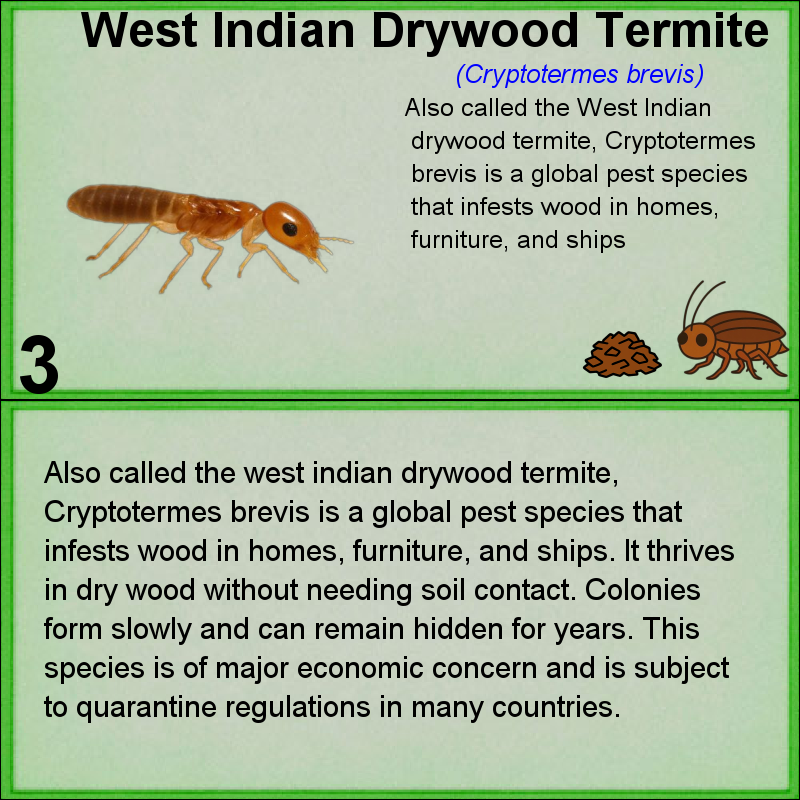 West Indian Drywood Termite
(Cryptotermes brevis)
Also called the West Indian
drywood termite, Cryptotermes
brevis is a global pest species
that infests wood in homes,
furniture, and ships
3
Also called the west indian drywood termite,
Cryptotermes brevis is a global pest species that
infests wood in homes, furniture, and ships. It thrives
in dry wood without needing soil contact. Colonies
form slowly and can remain hidden for years. This
species is of major economic concern and is subject
to quarantine regulations in many countries.